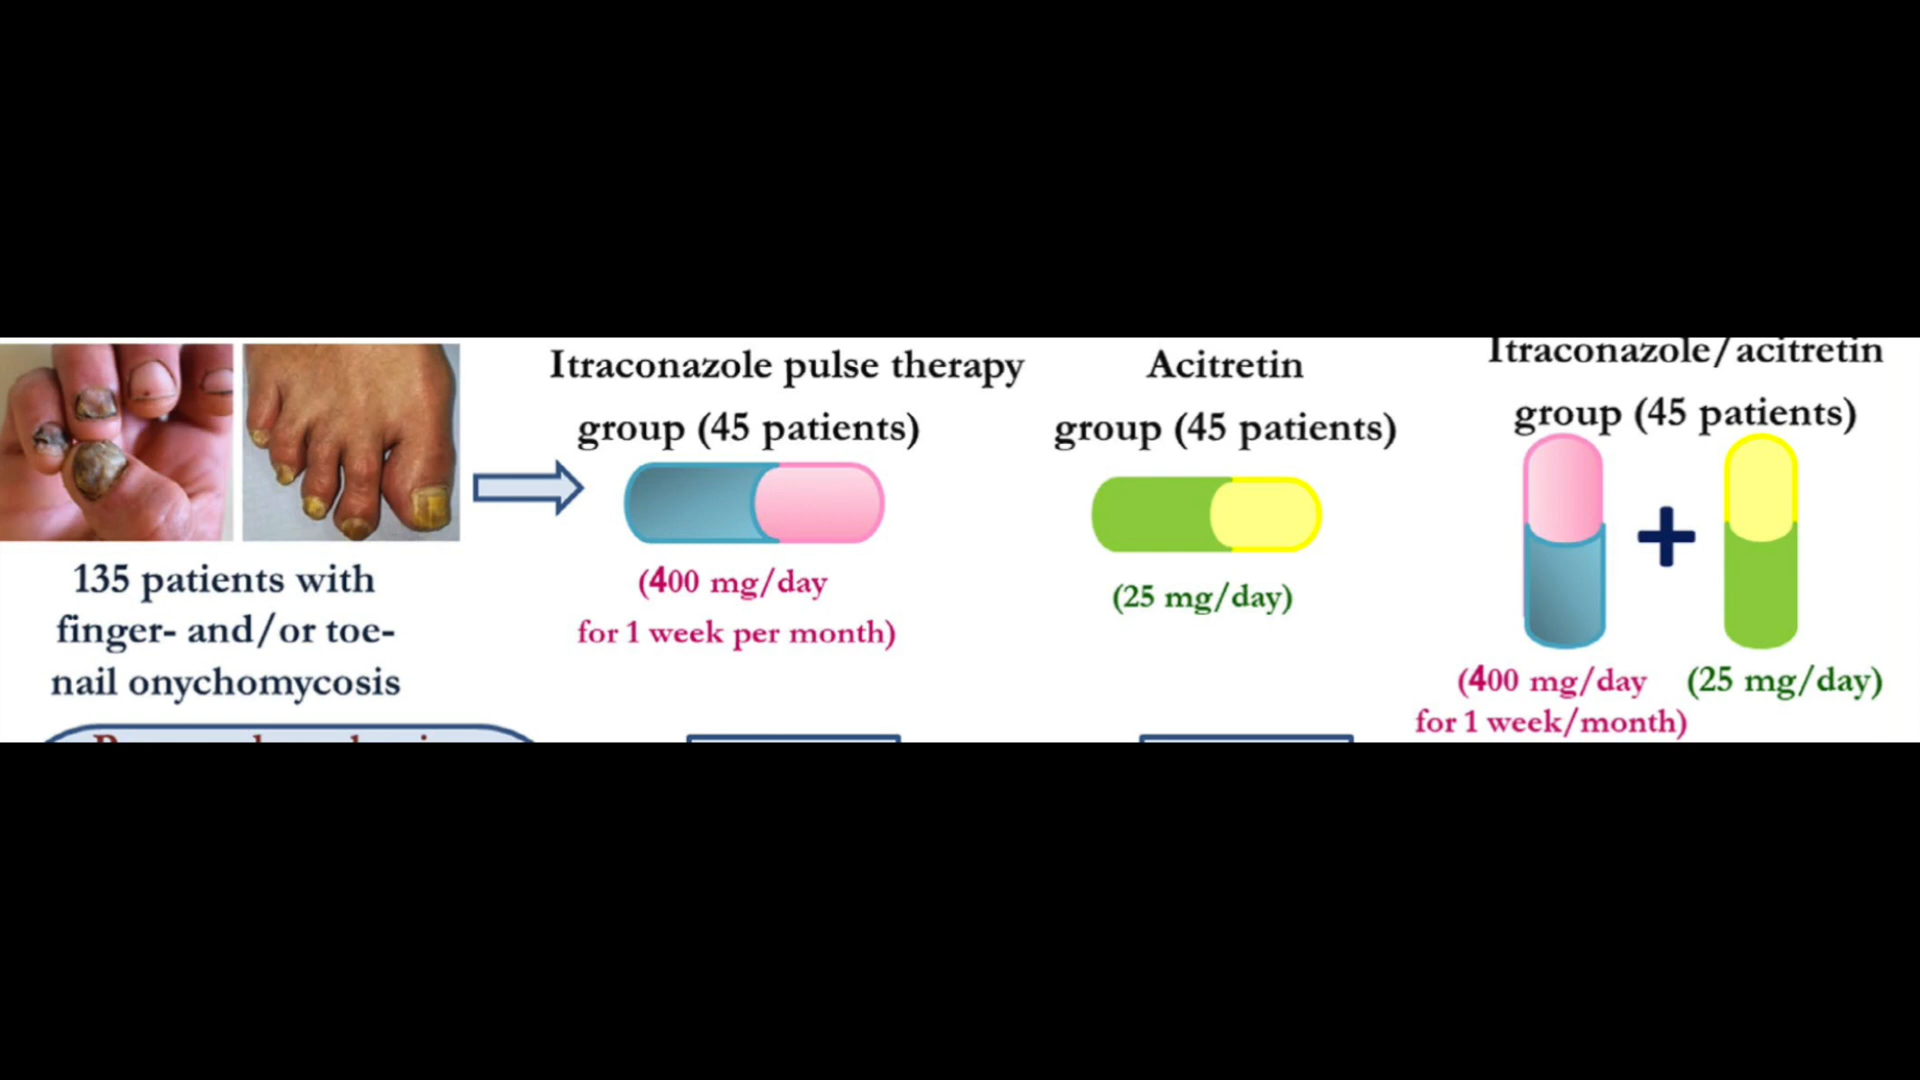 135 patients with
finger- and/or toe-
nail onychomycosis
Itraconazole pulse therapy
group (45 patients)
(400 mg/day
for 1 week per month)
Acitretin
group (45 patients)
(25 mg/day)
Itraconazole/acitretin
group (45 patients)
+
(400 mg/day
for 1 week/month)
(25 mg/day)